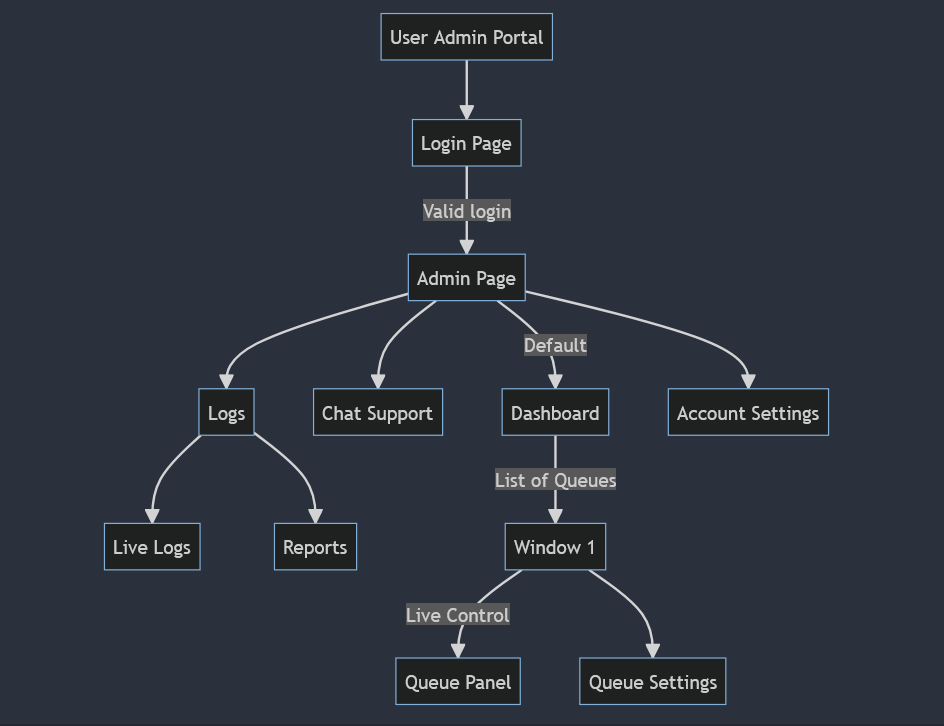 User Admin Portal
Login Page
Valid login
Admin Page
Default
Logs
Chat Support
Dashboard
Account Settings
List of Queues
Live Logs
Reports
Window 1
Live Control
Queue Panel
Queue Settings